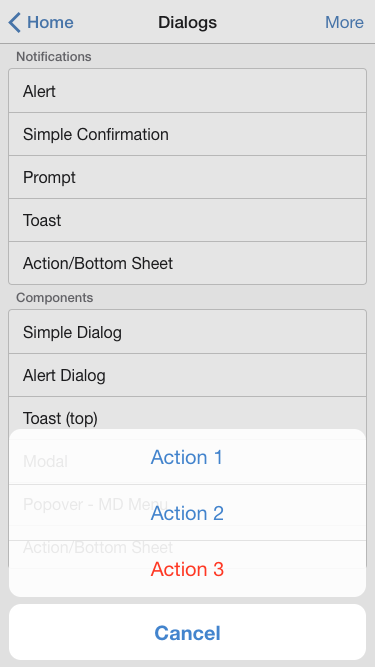 Home
Dialogs
More
Notifications
Alert
Simple Confirmation
Prompt
Toast
Action/Bottom Sheet
Components
Simple Dialog
Alert Dialog
Toast (top)
Modal
Action 1
Popover - MD Menu
Action 2
Action/Bottom Sheet
Action 3
Cancel